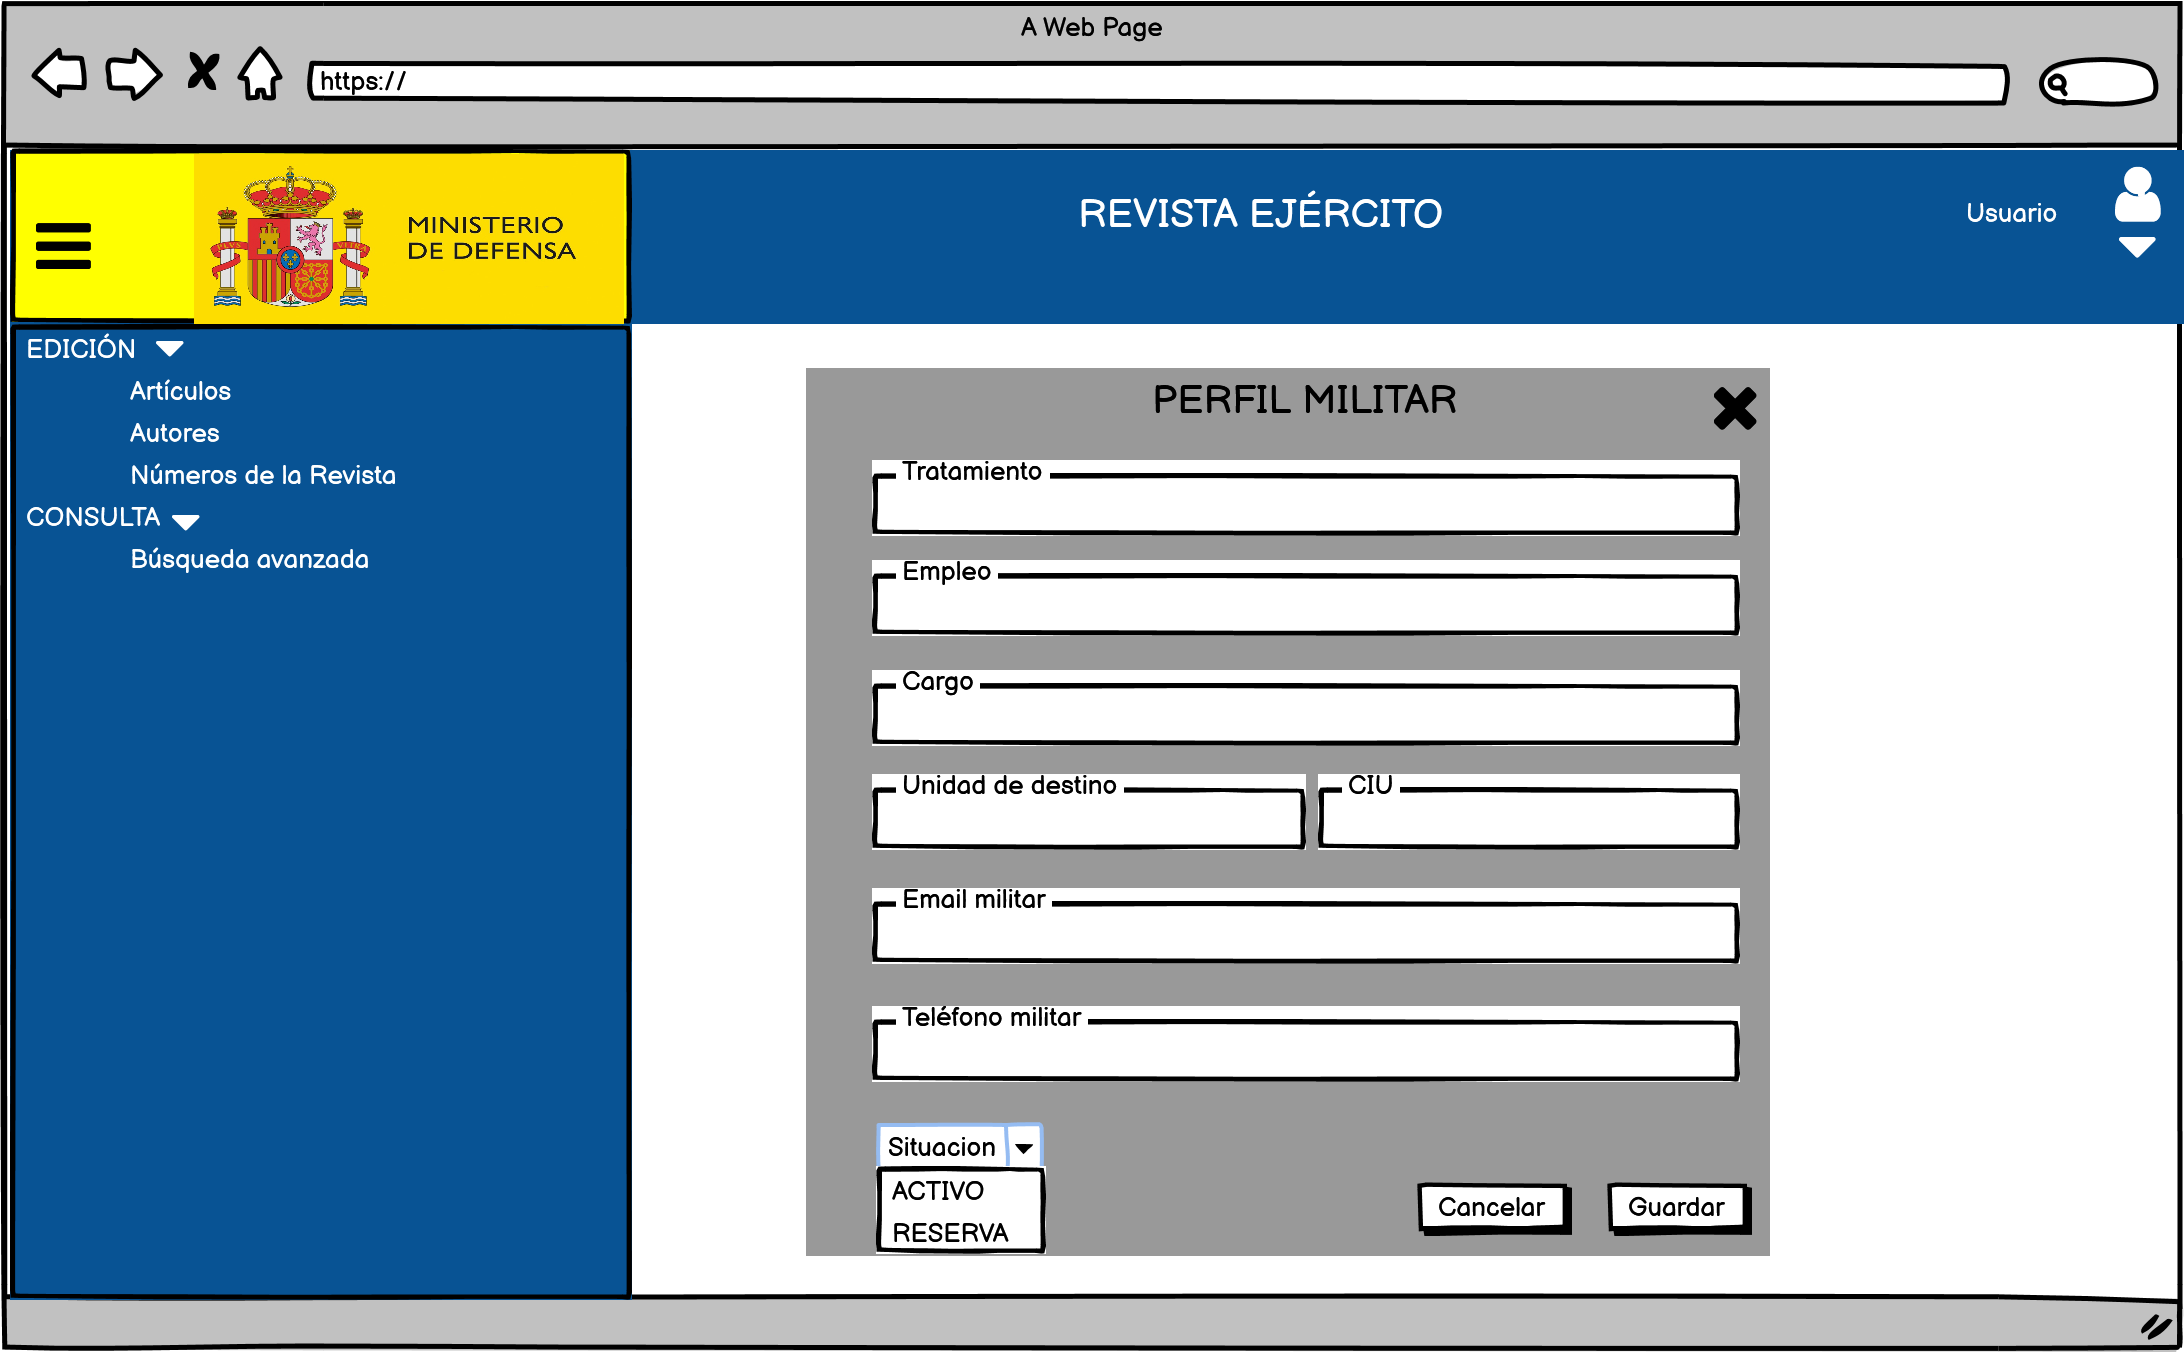 A Web Page
https://
MINISTERIO
DE DEFENSA
REVISTA EJÉRCITO
Usuario
EDICIÓN
Artículos
Autores
Números de la Revista
CONSULTA
Búsqueda avanzada
PERFIL MILITAR
Tratamiento
Empleo
Cargo
Unidad de destino
CIU
Email militar
Teléfono militar
Situacion
ACTIVO
RESERVA
Cancelar
Guardar